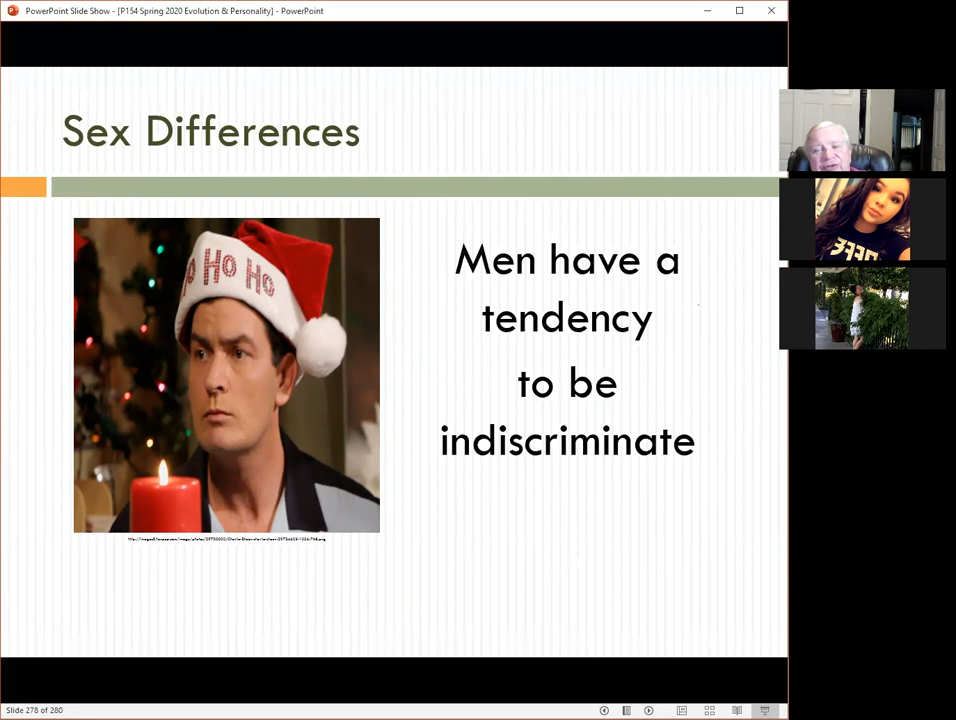 PowerPoint Slide Show - [P154 Spring 2020 Evolution & Personality] - PowerPoint
Sex Differences
Ho Ho Ho
Men have a
tendency
to be
indiscriminate
Slide 278 of 280